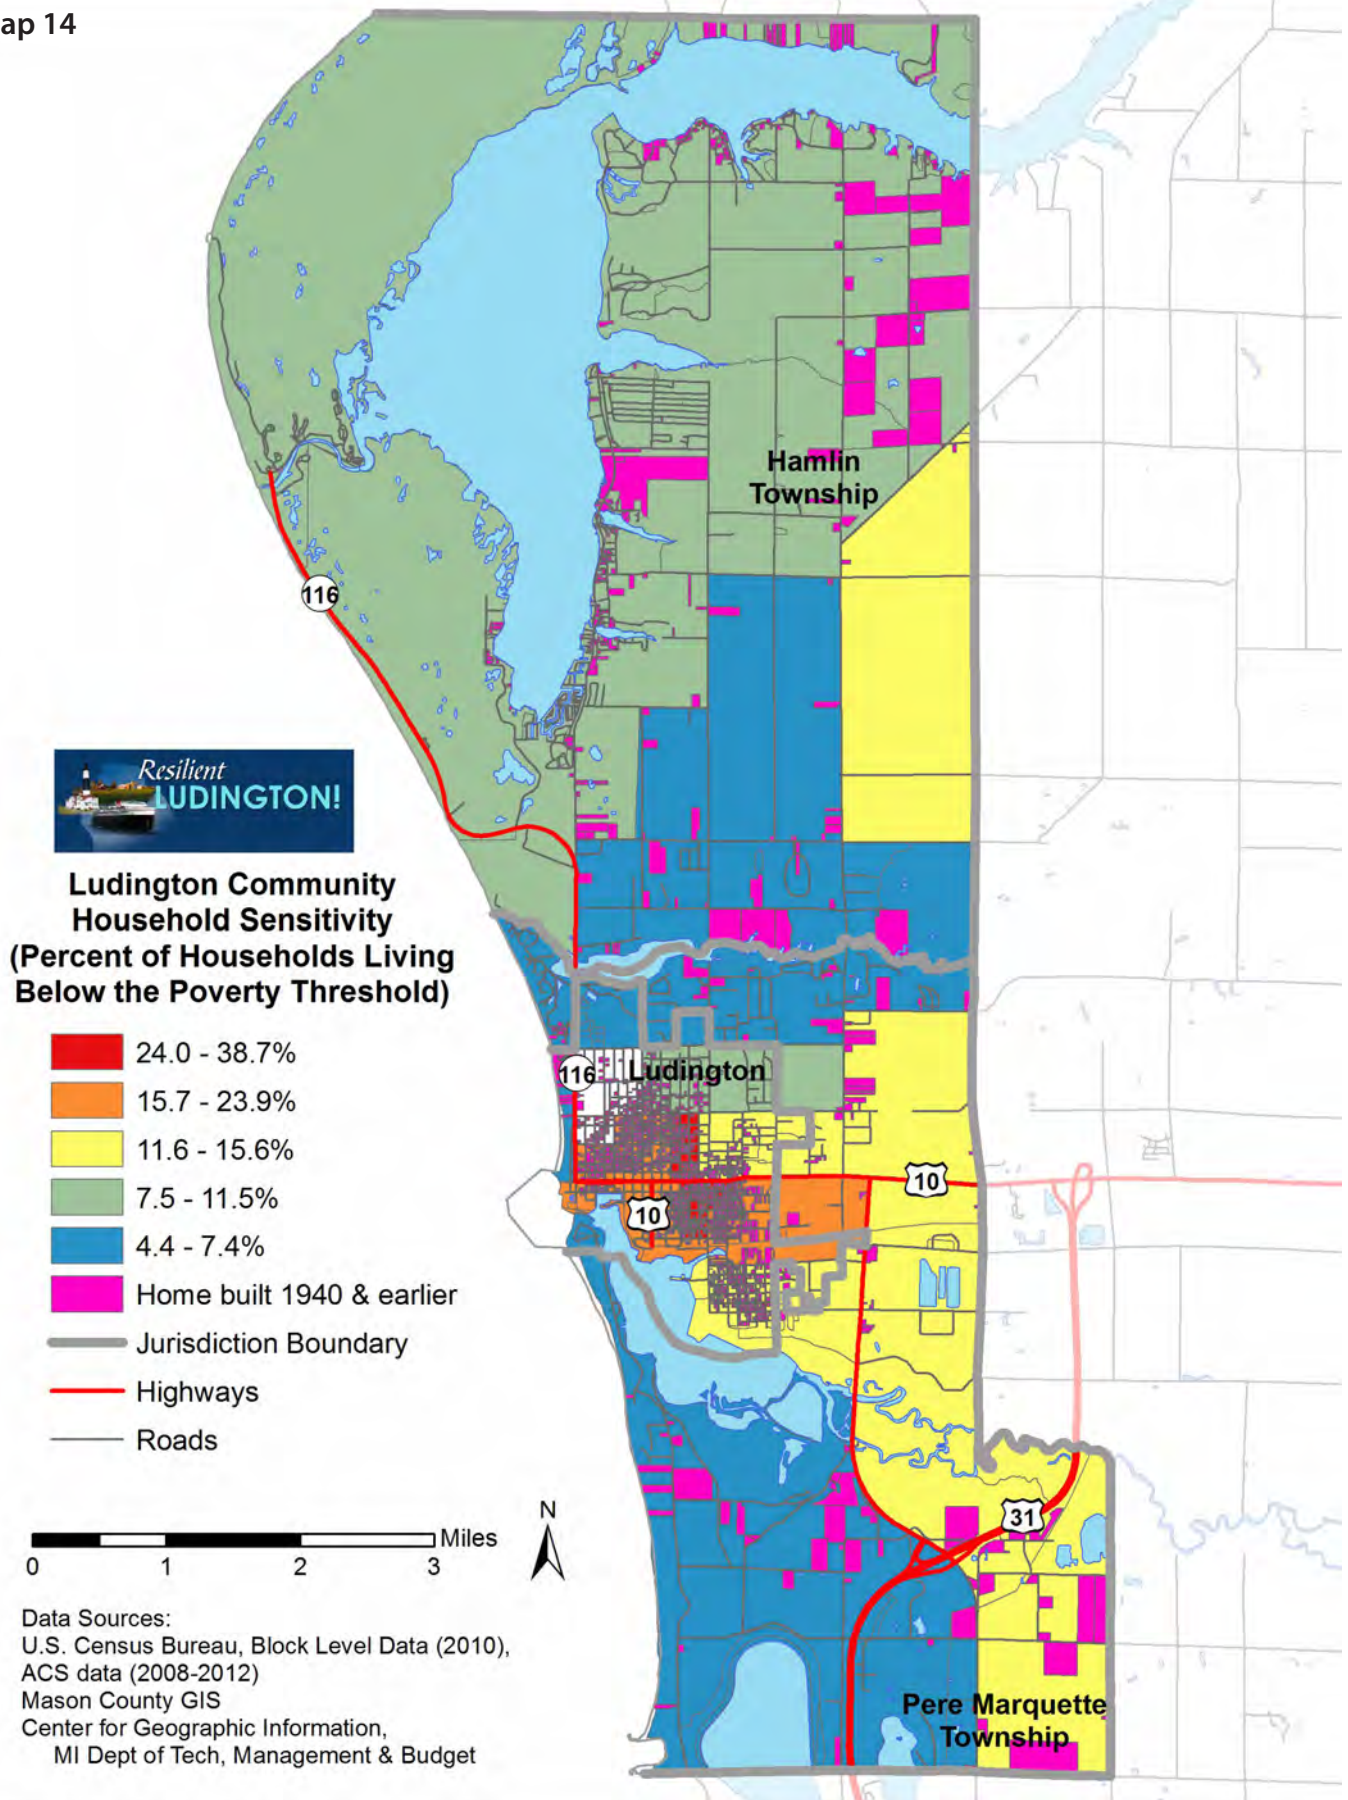 ap 14
Hamlin
Township
116
Resilient
LUDINGTON!
Ludington Community
Household Sensitivity
(Percent of Households Living
Below the Poverty Threshold)
24.0 - 38.7%
15.7 - 23.9%
11.6 - 15.6%
7.5 - 11.5%
4.4 - 7.4%
Home built 1940 & earlier
Jurisdiction Boundary
Highways
Roads
116
Ludington
10
10
31
N
Miles
0 1 2 3
Data Sources:
U.S. Census Bureau, Block Level Data (2010),
ACS data (2008-2012)
Mason County GIS
Center for Geographic Information,
MI Dept of Tech, Management & Budget
Pere Marquette
Township